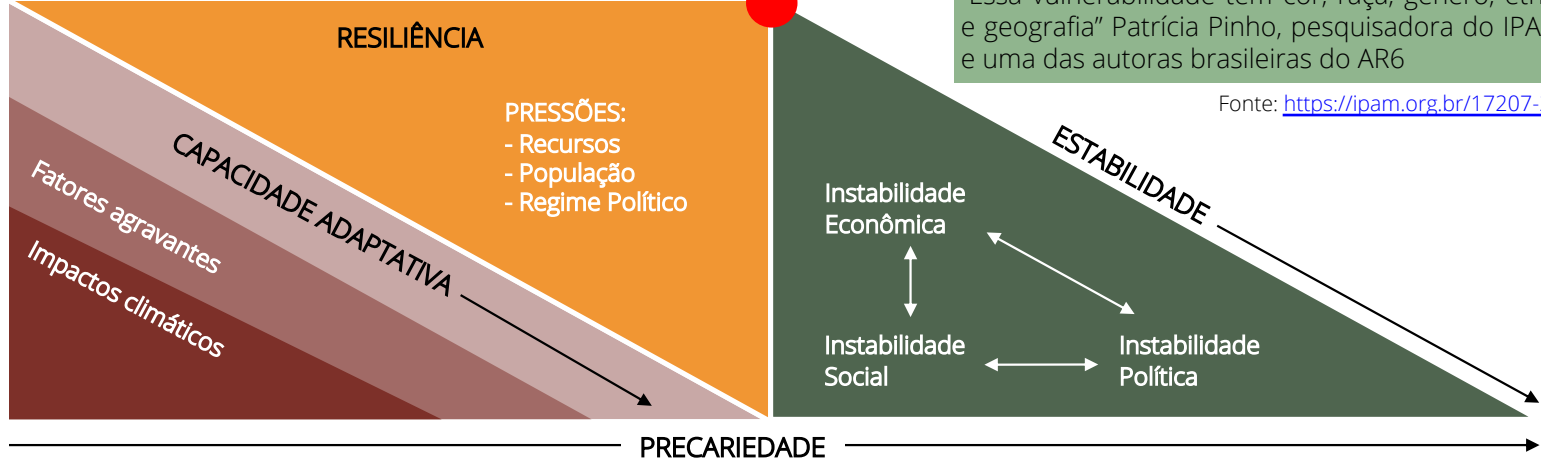 RESILIÊNCIA
PRESSÕES:
- Recursos
- População
- Regime Político
CAPACIDADE ADAPTATIVA
Fatores agravantes
Impactos climáticos
e geografia” Patrícia Pinho, pesquisadora do IPA
e uma das autoras brasileiras do AR6
Fonte: https://ipam.org.br/17207-
ESTABILIDADE
Instabilidade
Econômica
Instabilidade
Social
Instabilidade
Política
PRECARIEDADE